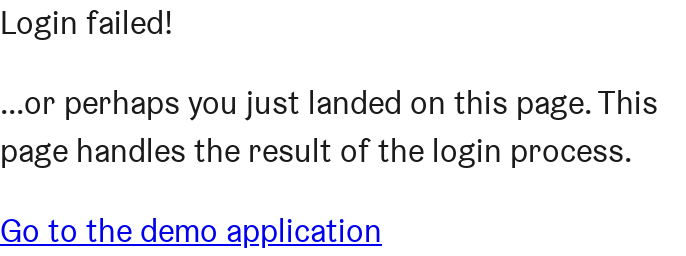 Login failed!
...or perhaps you just landed on this page. This
page handles the result of the login process.
Go to the demo application